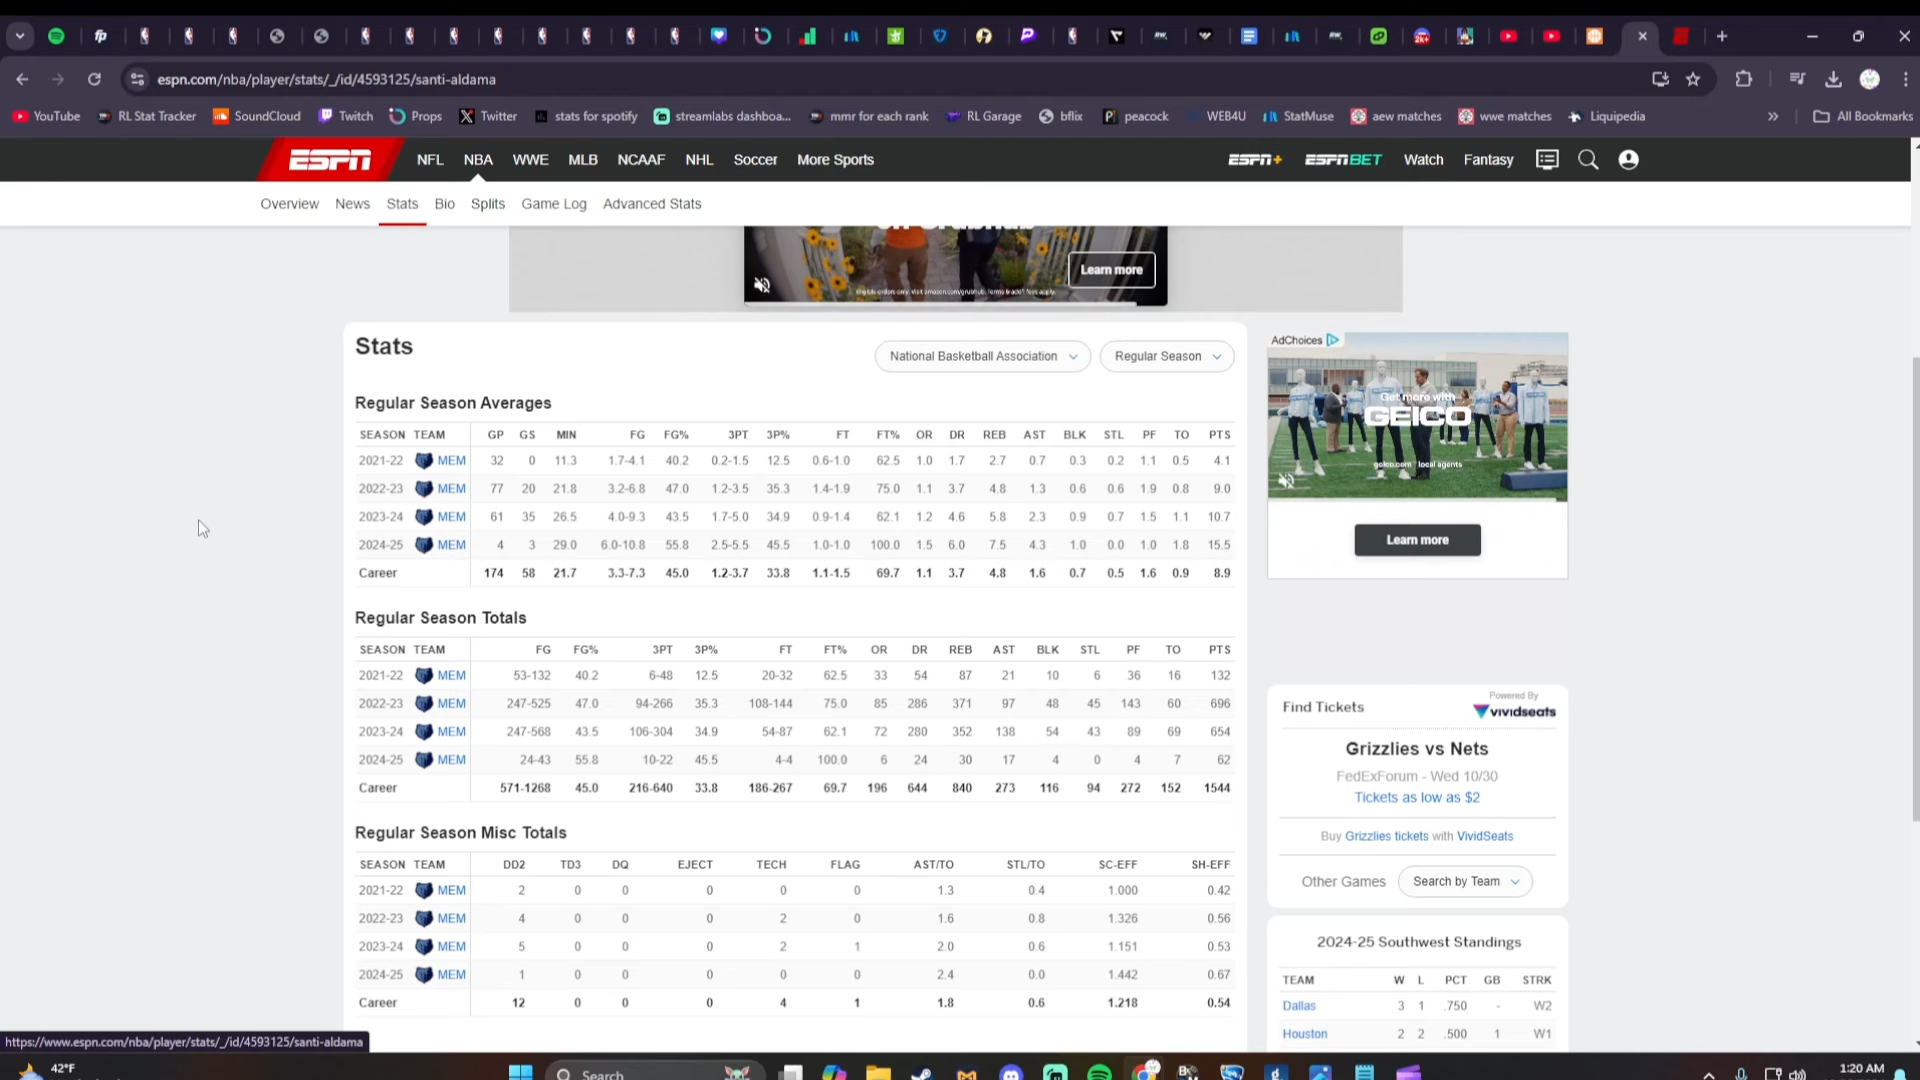 espn.com/nba/player/stats/_/id/4593125/santi-aldama
YouTube RL Stat Tracker SoundCloud Twitch Props Twitter stats for spotify streamlabs dashboa... mmr for each rank RL Garage bflix peacock WEB4U StatMuse aew matches wwe matches Liquipedia » All Bookmarks
ESPN NFL NBA WWE MLB NCAAF NHL Soccer More Sports ESPN+ ESPN BET Watch Fantasy
Overview News Stats Bio Splits Game Log Advanced Stats
on Grubhub
Learn more
Stats National Basketball Association Regular Season
AdChoices
Get more with
GEICO
geico.com local agents
Learn more
Regular Season Averages
SEASON TEAM GP GS MIN FG FG% 3PT 3P% FT FT% OR DR REB AST BLK STL PF TO PTS
2021-22 MEM 32 0 11.3 1.7-4.1 40.2 0.2-1.5 12.5 0.6-1.0 62.5 1.0 1.7 2.7 0.7 0.3 0.2 1.1 0.5 4.1
2022-23 MEM 77 20 21.8 3.2-6.8 47.0 1.2-3.5 35.3 1.4-1.9 75.0 1.1 3.7 4.8 1.3 0.6 0.6 1.9 0.8 9.0
2023-24 MEM 61 35 26.5 4.0-9.3 43.5 1.7-5.0 34.9 0.9-1.4 62.1 1.2 4.6 5.8 2.3 0.9 0.7 1.5 1.1 10.7
2024-25 MEM 4 3 29.0 6.0-10.8 55.8 2.5-5.5 45.5 1.0-1.0 100.0 1.5 6.0 7.5 4.3 1.0 0.0 1.0 1.8 15.5
Career 174 58 21.7 3.3-7.3 45.0 1.2-3.7 33.8 1.1-1.5 69.7 1.1 3.7 4.8 1.6 0.7 0.5 1.6 0.9 8.9
Regular Season Totals
SEASON TEAM FG FG% 3PT 3P% FT FT% OR DR REB AST BLK STL PF TO PTS
2021-22 MEM 53-132 40.2 6-48 12.5 20-32 62.5 33 54 87 21 10 6 36 16 132
2022-23 MEM 247-525 47.0 94-266 35.3 108-144 75.0 85 286 371 97 48 45 143 60 696
2023-24 MEM 247-568 43.5 106-304 34.9 54-87 62.1 72 280 352 138 54 43 89 69 654
2024-25 MEM 24-43 55.8 10-22 45.5 4-4 100.0 6 24 30 17 4 0 4 7 62
Career 571-1268 45.0 216-640 33.8 186-267 69.7 196 644 840 273 116 94 272 152 1544
Regular Season Misc Totals
SEASON TEAM DD2 TD3 DQ EJECT TECH FLAG AST/TO STL/TO SC-EFF SH-EFF
2021-22 MEM 2 0 0 0 0 0 1.3 0.4 1.000 0.42
2022-23 MEM 4 0 0 0 2 0 1.6 0.8 1.326 0.56
2023-24 MEM 5 0 0 0 2 1 2.0 0.6 1.151 0.53
2024-25 MEM 1 0 0 0 0 0 2.4 0.0 1.442 0.67
Career 12 0 0 0 4 1 1.8 0.6 1.218 0.54
Find Tickets
Powered By
vividseats
Grizzlies vs Nets
FedExForum - Wed 10/30
Tickets as low as $2
Buy Grizzlies tickets with VividSeats
Other Games Search by Team
2024-25 Southwest Standings
TEAM W L PCT GB STRK
Dallas 3 1 .750 - W2
Houston 2 2 .500 1 W1
https://www.espn.com/nba/player/stats/_/id/4593125/santi-aldama
42°F
Search
1:20 AM